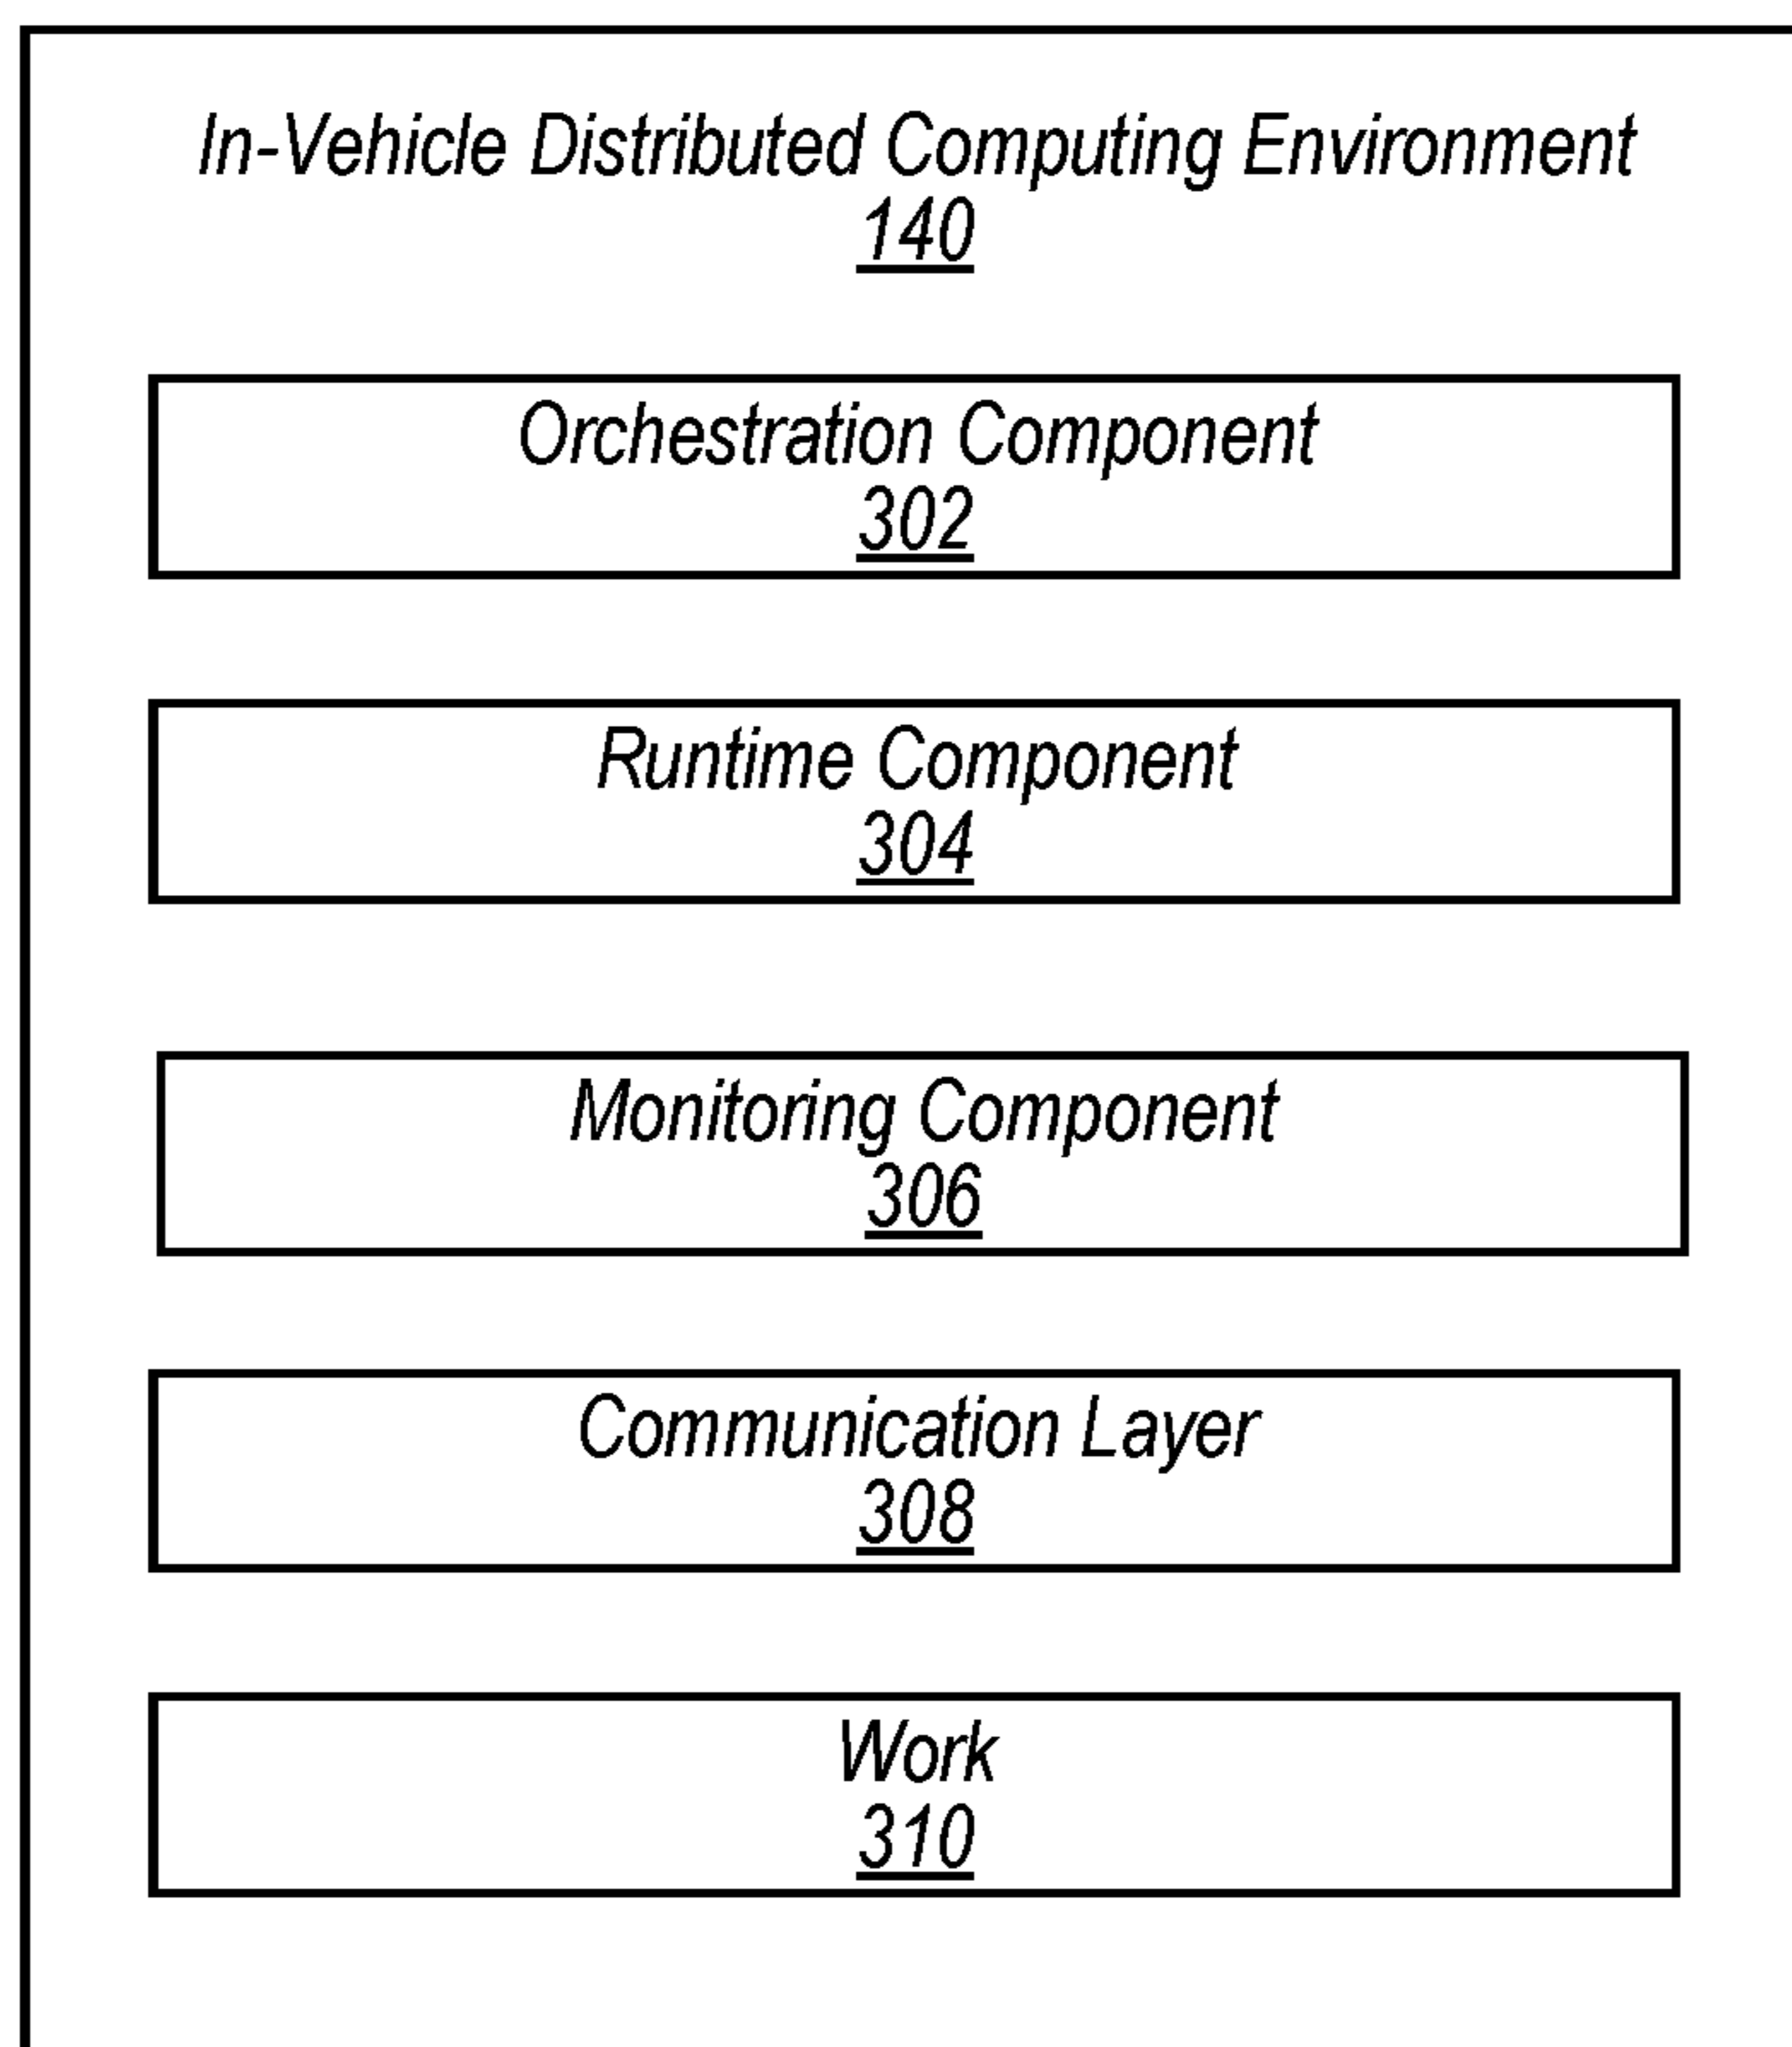 In-Vehicle Distributed Computing Environment
140
Orchestration Component
302
Runtime Component
304
Monitoring Component
306
Communication Layer
308
Work
310